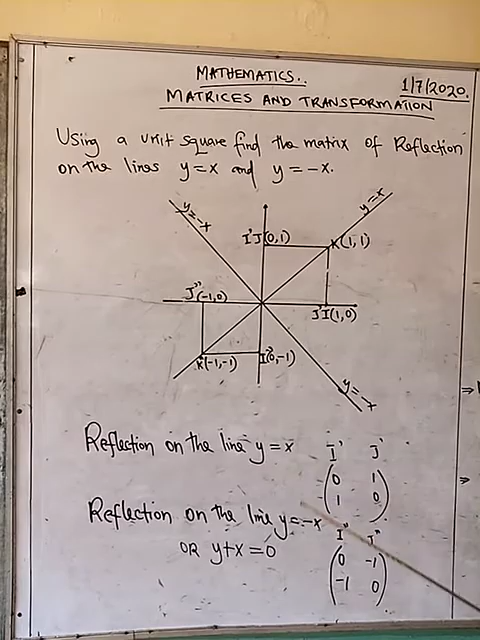 MATHEMATICS..
1/7/2020.
MATRICES AND TRANSFORMATION
Using a unit square find the matrix of Reflection
on the lines y=x and y=-x.
y=-x
y=x
I'J(0,1)
K(1,1)
J''(-1,0)
J'I(1,0)
K''(-1,-1)
I''(0,-1)
y=-x
Reflection on the line y=x
I' J'
0 1
1 0
Reflection on the line y=-x
OR y+x=0
I'' J''
0 -1
-1 0